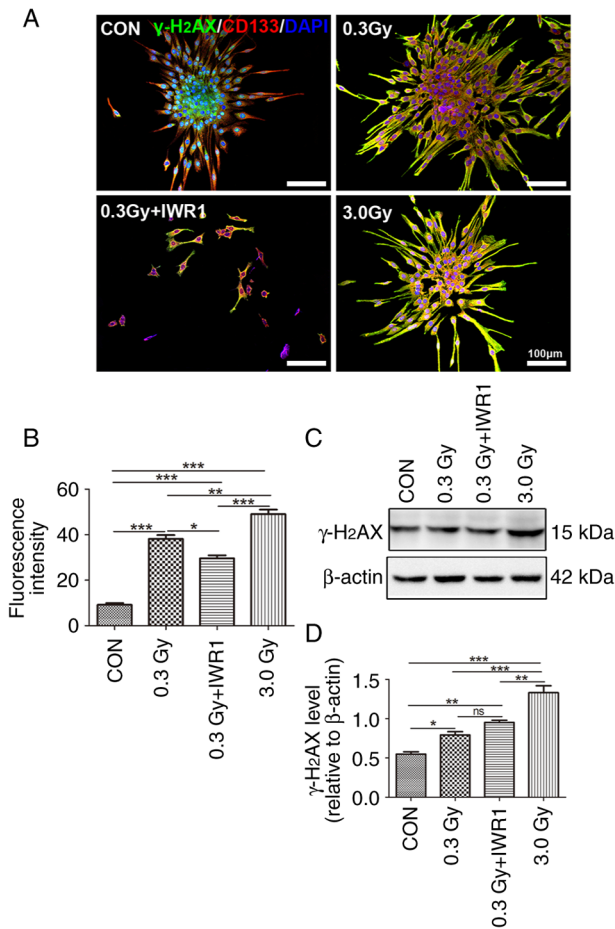 A
CON
γ-H2AX/CD133/DAPI
0.3Gy
0.3Gy+IWR1
3.0Gy
100μm
B
Fluorescence
intensity
60
40
20
0
***
***
**
***
***
*
CON
0.3 Gy
0.3 Gy+IWR1
3.0 Gy
C
CON
0.3 Gy
0.3 Gy+IWR1
3.0 Gy
γ-H2AX
15 kDa
β-actin
42 kDa
D
γ-H2AX level
(relative to β-actin)
1.5
1.0
0.5
0.0
***
***
**
**
ns
*
CON
0.3 Gy
0.3 Gy+IWR1
3.0 Gy